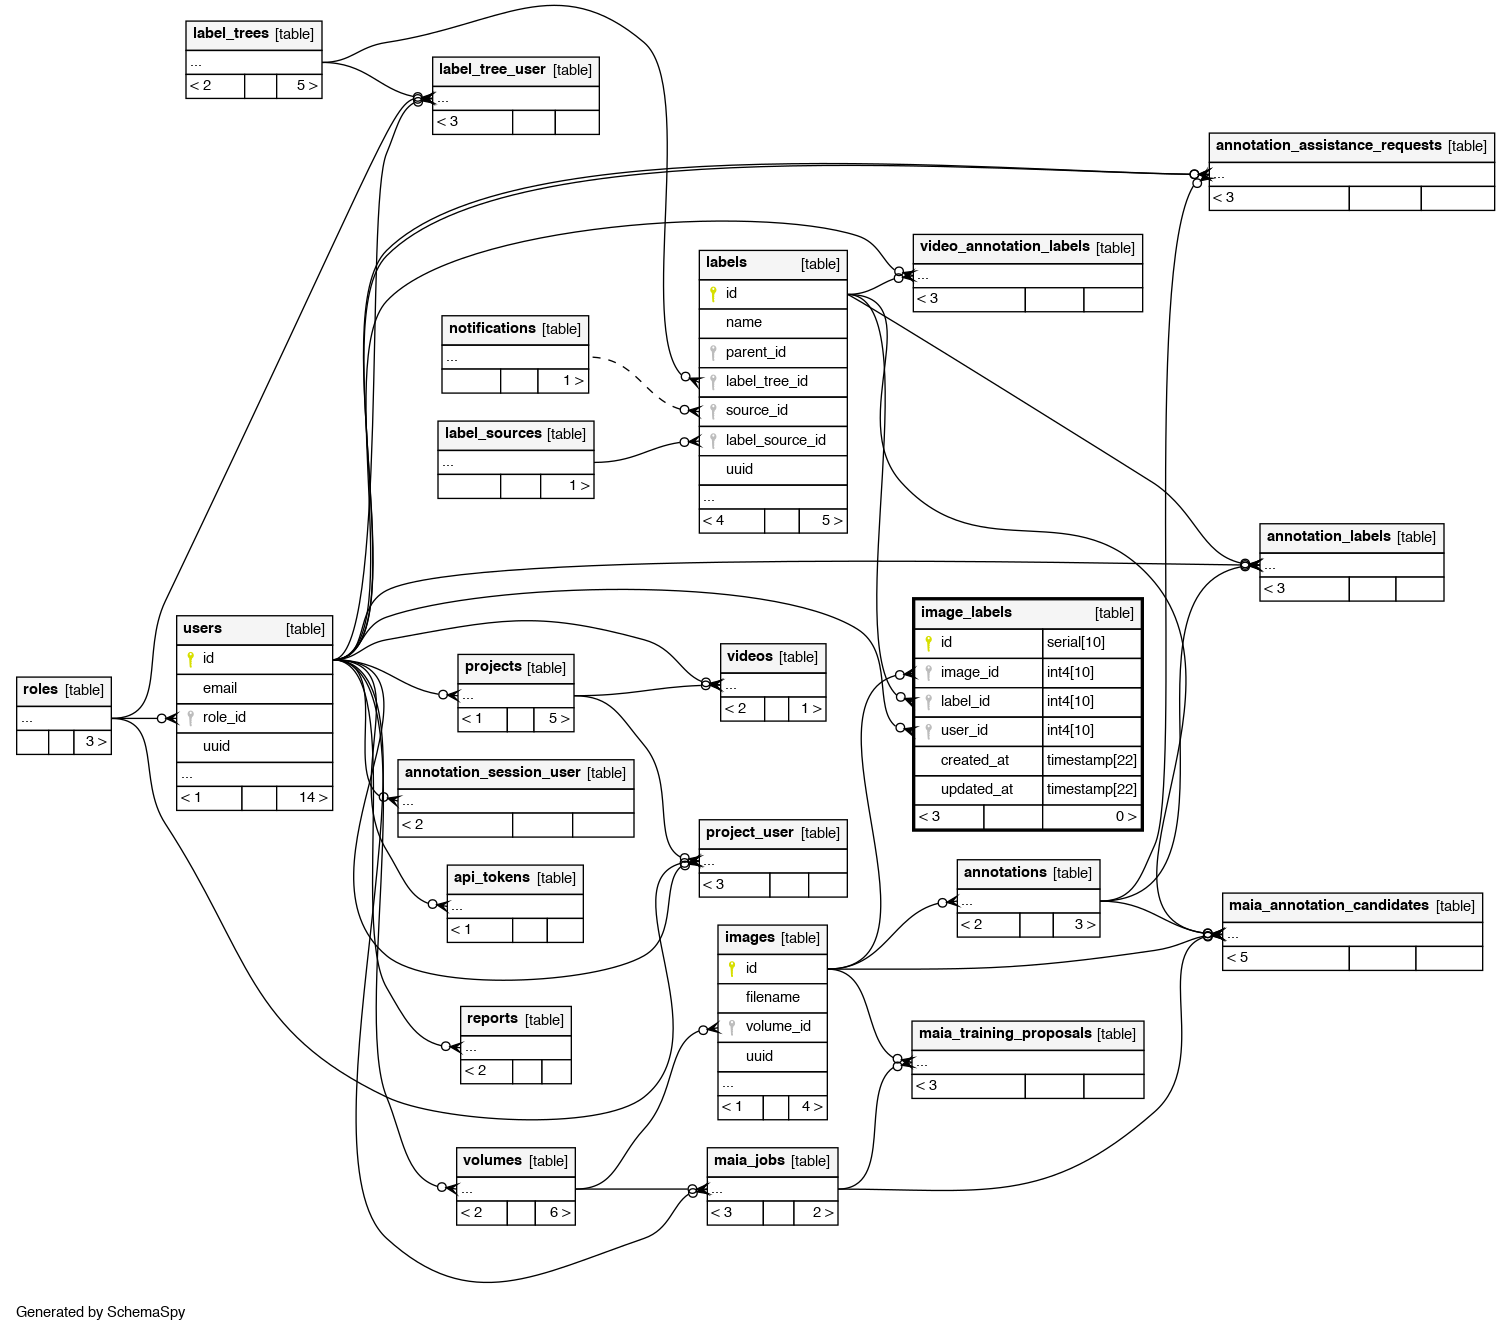 label_trees [table]
...
< 2 5 >
label_tree_user [table]
...
< 3
annotation_assistance_requests [table]
...
< 3
video_annotation_labels [table]
...
< 3
labels [table]
id
name
parent_id
label_tree_id
source_id
label_source_id
uuid
...
< 4 5 >
notifications [table]
...
1 >
label_sources [table]
...
1 >
annotation_labels [table]
...
< 3
image_labels [table]
id serial[10]
image_id int4[10]
label_id int4[10]
user_id int4[10]
created_at timestamp[22]
updated_at timestamp[22]
< 3 0 >
users [table]
id
email
role_id
uuid
...
< 1 14 >
roles [table]
...
3 >
projects [table]
...
< 1 5 >
videos [table]
...
< 2 1 >
annotation_session_user [table]
...
< 2
project_user [table]
...
< 3
api_tokens [table]
...
< 1
annotations [table]
...
< 2 3 >
maia_annotation_candidates [table]
...
< 5
images [table]
id
filename
volume_id
uuid
...
< 1 4 >
reports [table]
...
< 2
maia_training_proposals [table]
...
< 3
volumes [table]
...
< 2 6 >
maia_jobs [table]
...
< 3 2 >
Generated by SchemaSpy